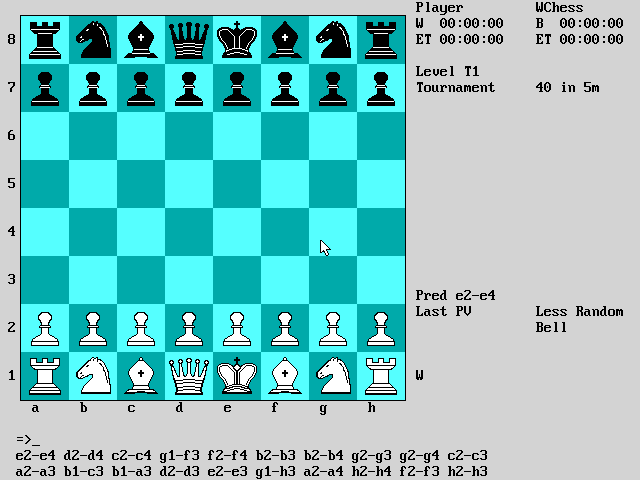 Player WChess
8 W 00:00:00 B 00:00:00
ET 00:00:00 ET 00:00:00
Level T1
7 Tournament 40 in 5m
6
5
4
3
Pred e2-e4
Last PV Less Random
2 Bell
1 W
a b c d e f g h
=>_
e2-e4 d2-d4 c2-c4 g1-f3 f2-f4 b2-b3 b2-b4 g2-g3 g2-g4 c2-c3
a2-a3 b1-c3 b1-a3 d2-d3 e2-e3 g1-h3 a2-a4 h2-h4 f2-f3 h2-h3